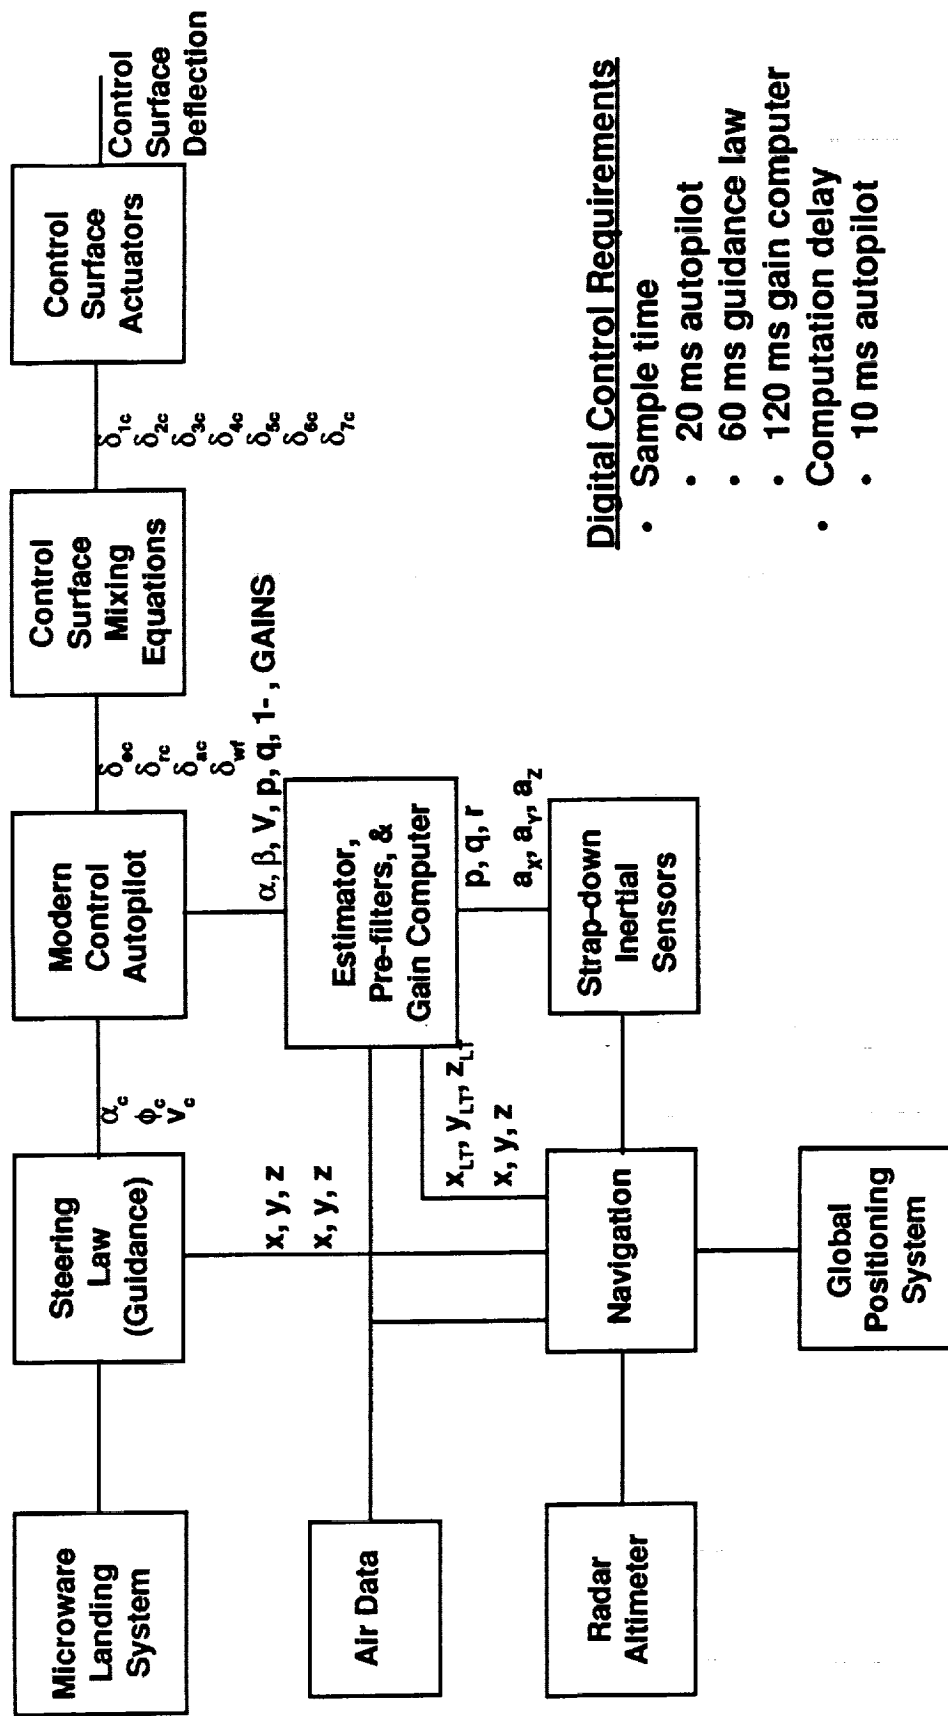 Microware
Landing
System
Steering
Law
(Guidance)
α_c
ϕ_c
V_c
Modern
Control
Autopilot
δ_ec
δ_rc
δ_ac
δ_wf
Control
Surface
Mixing
Equations
δ_1c
δ_2c
δ_3c
δ_4c
δ_5c
δ_6c
δ_7c
Control
Surface
Actuators
Control
Surface
Deflection
x, y, z
x, y, z
α, β, V, p, q, 1-, GAINS
Air Data
Estimator,
Pre-filters, &
Gain Computer
x_LT, y_LT, z_LT
x, y, z
p, q, r
a_X, a_Y, a_Z
Radar
Altimeter
Navigation
Strap-down
Inertial
Sensors
Global
Positioning
System
Digital Control Requirements
• Sample time
• 20 ms autopilot
• 60 ms guidance law
• 120 ms gain computer
• Computation delay
• 10 ms autopilot